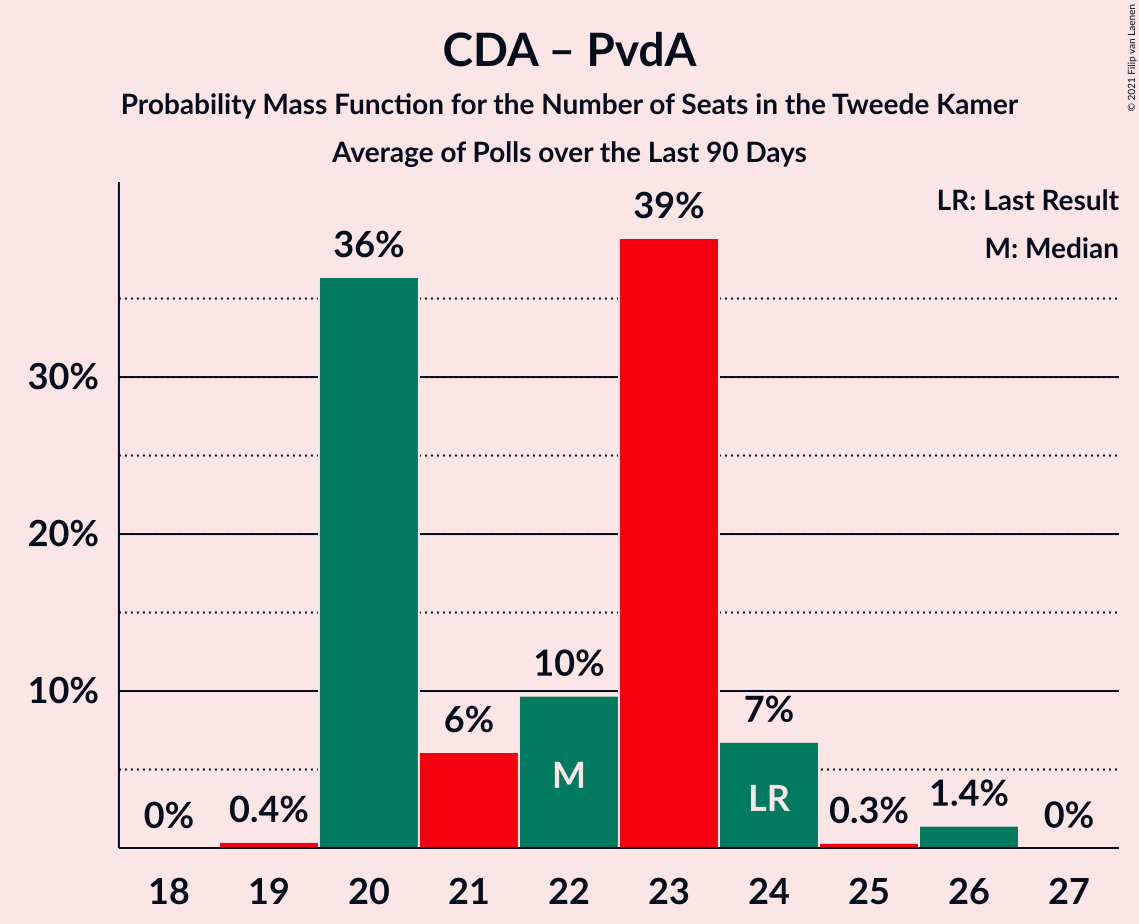 CDA – PvdA
Probability Mass Function for the Number of Seats in the Tweede Kamer
Average of Polls over the Last 90 Days
© 2021 Filip van Laenen
LR: Last Result
M: Median
39%
36%
30%
20%
10%
10%
6%
7%
M
LR
0%
0.4%
0.3%
1.4%
0%
18 19 20 21 22 23 24 25 26 27